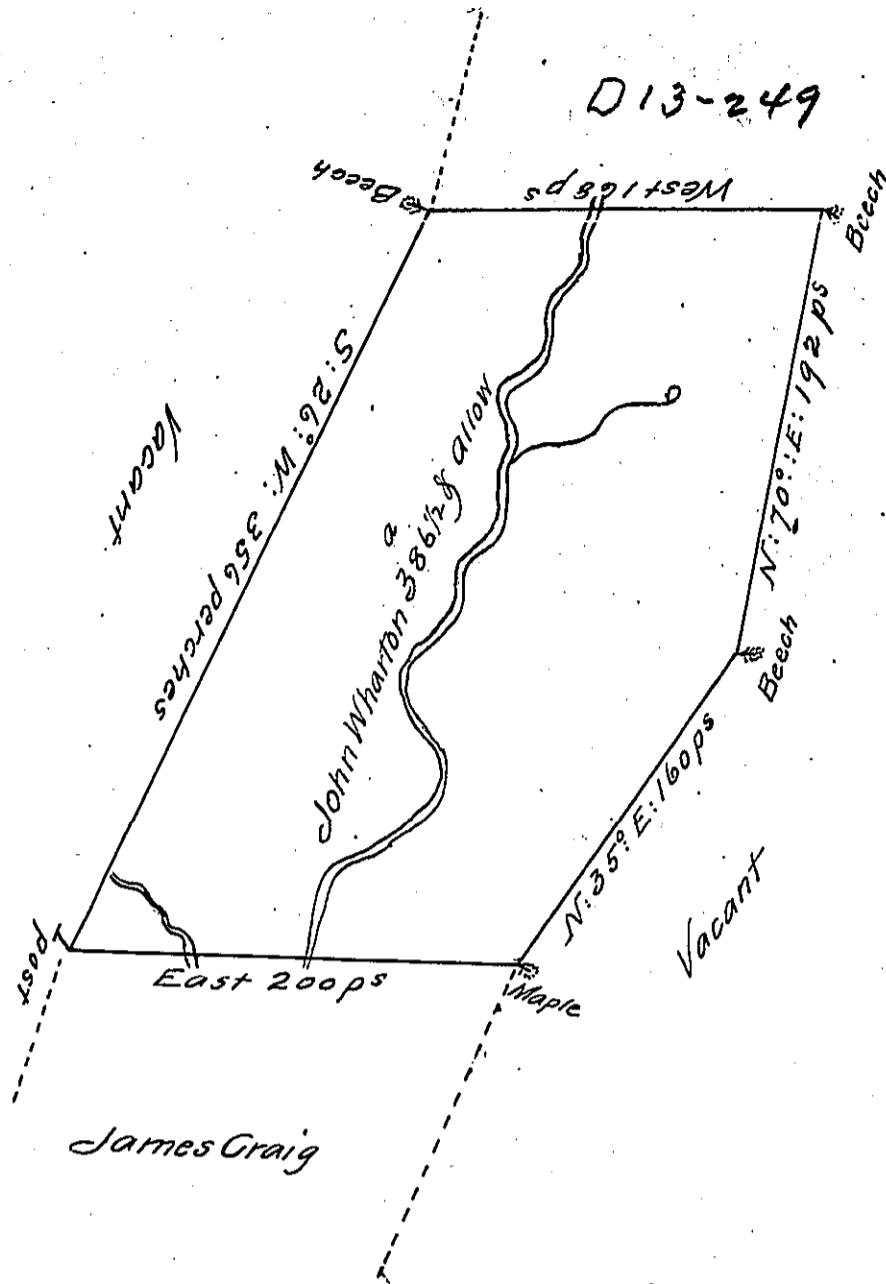 D13-249
Beech
West 168 ps
Beech
S: 26°: W: 356 perches
N: 70°: E: 192 ps
Vacant
a
John Wharton 386½ & allow
Beech
N: 35°: E: 160 ps
Vacant
post
East 200 ps
Maple
James Craig